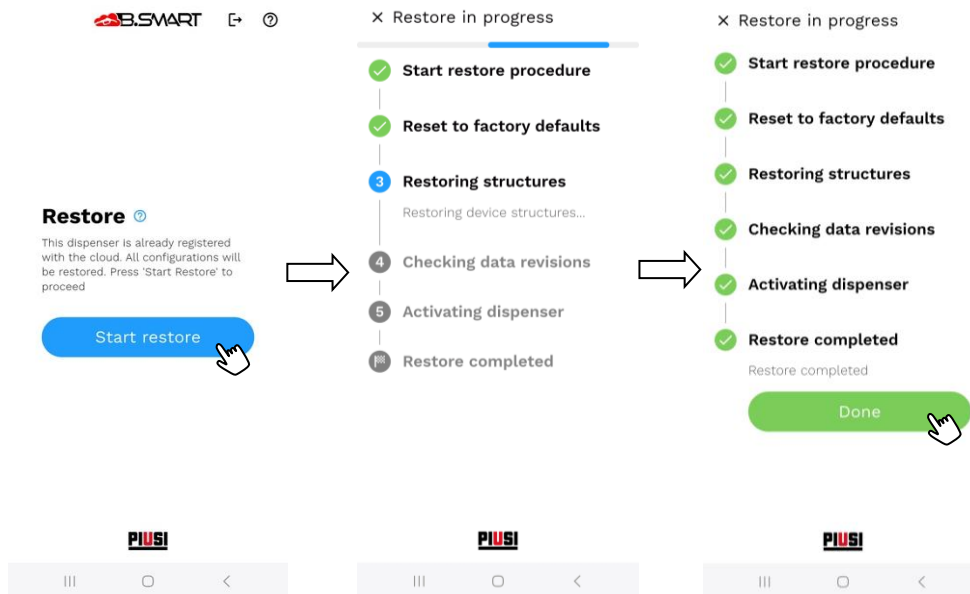 B.SMART
Restore
This dispenser is already registered
with the cloud. All configurations will
be restored. Press 'Start Restore' to
proceed
Start restore
PIUSI
Restore in progress
Start restore procedure
Reset to factory defaults
3 Restoring structures
Restoring device structures...
4 Checking data revisions
5 Activating dispenser
Restore completed
PIUSI
Restore in progress
Start restore procedure
Reset to factory defaults
Restoring structures
Checking data revisions
Activating dispenser
Restore completed
Restore completed
Done
PIUSI